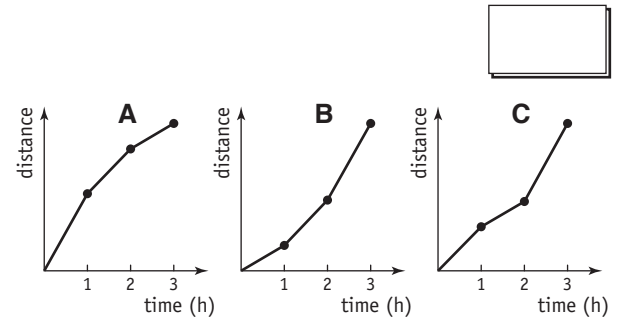 A
distance
1 2 3
time (h)
B
distance
1 2 3
time (h)
C
distance
1 2 3
time (h)